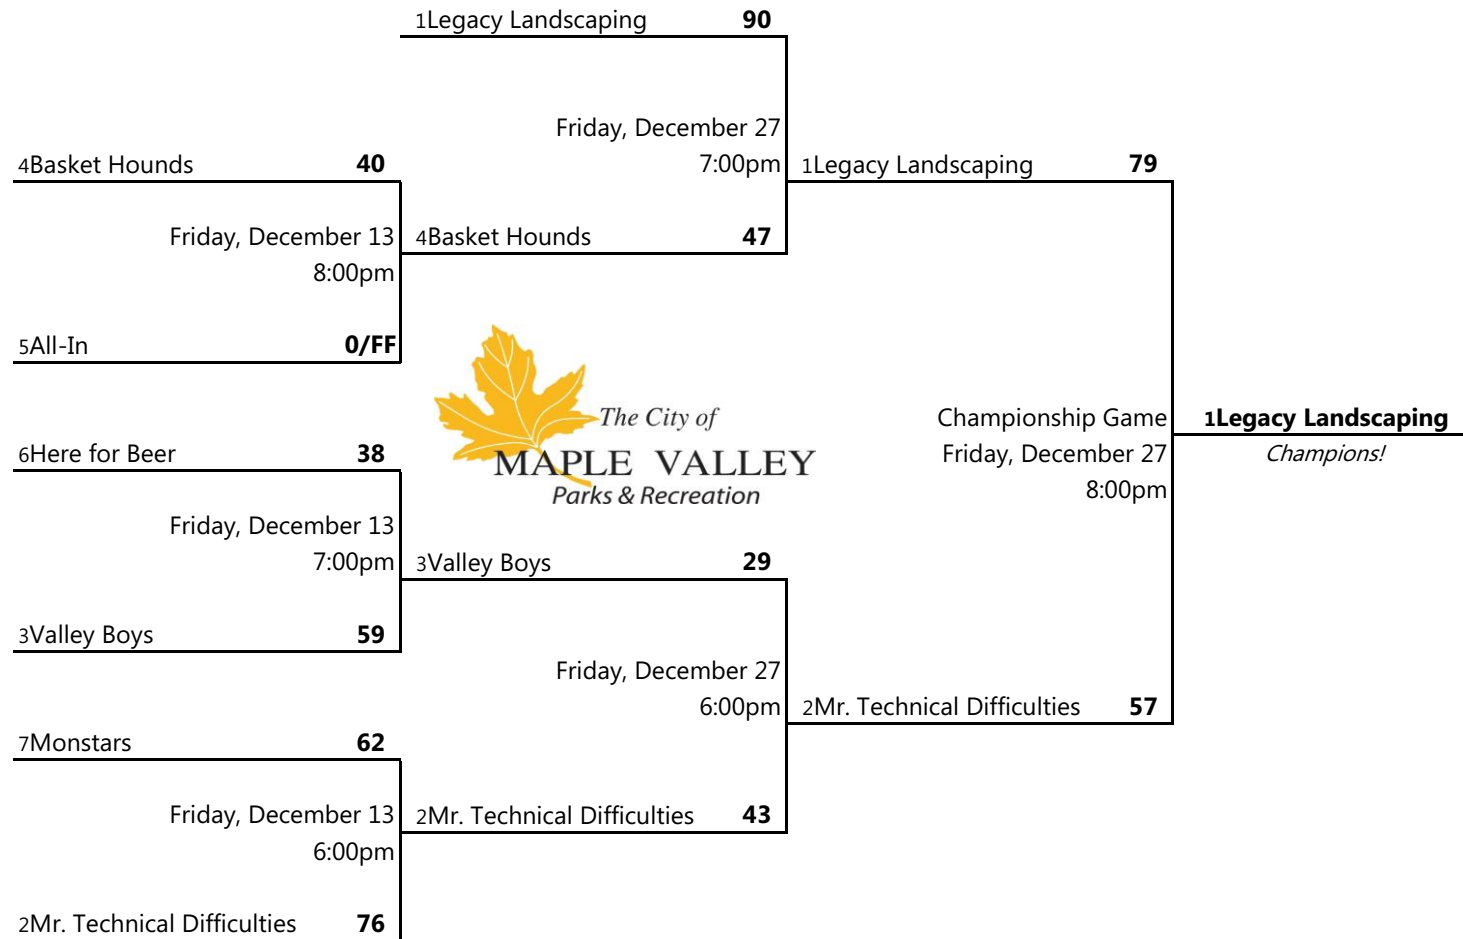 1Legacy Landscaping 90
Friday, December 27
7:00pm
4Basket Hounds 40
1Legacy Landscaping 79
Friday, December 13
8:00pm
4Basket Hounds 47
5All-In 0/FF
The City of
MAPLE VALLEY
Parks & Recreation
Championship Game
Friday, December 27
8:00pm
1Legacy Landscaping
Champions!
6Here for Beer 38
Friday, December 13
7:00pm
3Valley Boys 29
3Valley Boys 59
Friday, December 27
6:00pm
2Mr. Technical Difficulties 57
7Monstars 62
Friday, December 13
6:00pm
2Mr. Technical Difficulties 43
2Mr. Technical Difficulties 76